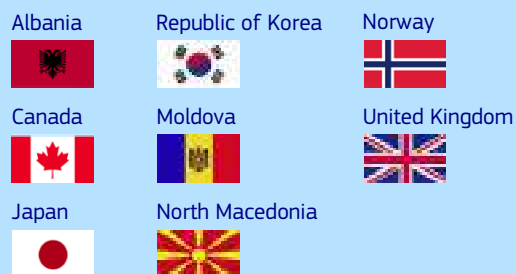 Albania
Republic of Korea
Norway
Canada
Moldova
United Kingdom
Japan
North Macedonia